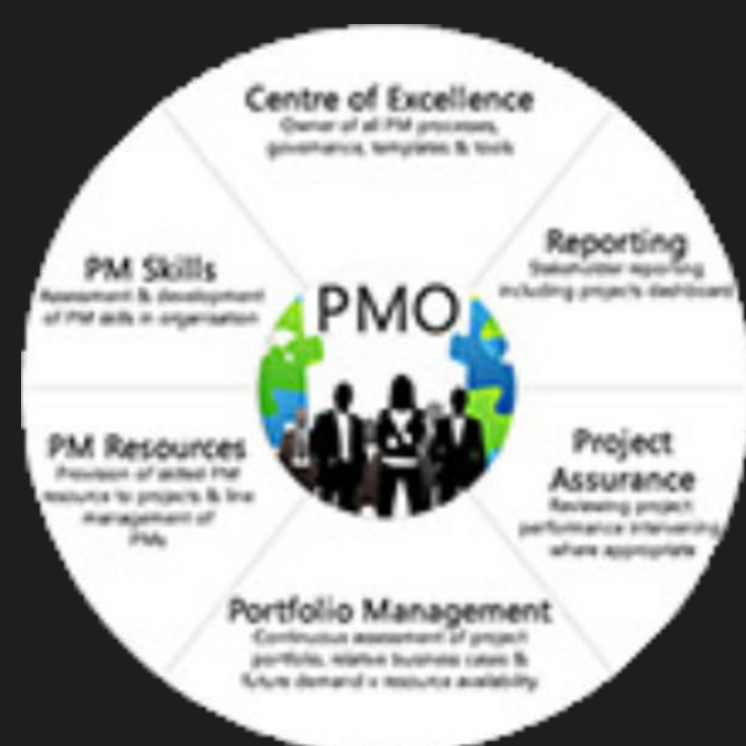 Centre of Excellence
Owner of all PM processes,
governance, templates & tools
Reporting
Stakeholder reporting
including projects dashboard
PM Skills
Assessment & development
of PM skills in organisation
PMO
PM Resources
Provision of skilled PM
resource to projects & line
management of
PMs
Project
Assurance
Reviewing project
performance intervening
where appropriate
Portfolio Management
Continuous assessment of project
portfolio, relative business cases &
future demand v resource availability